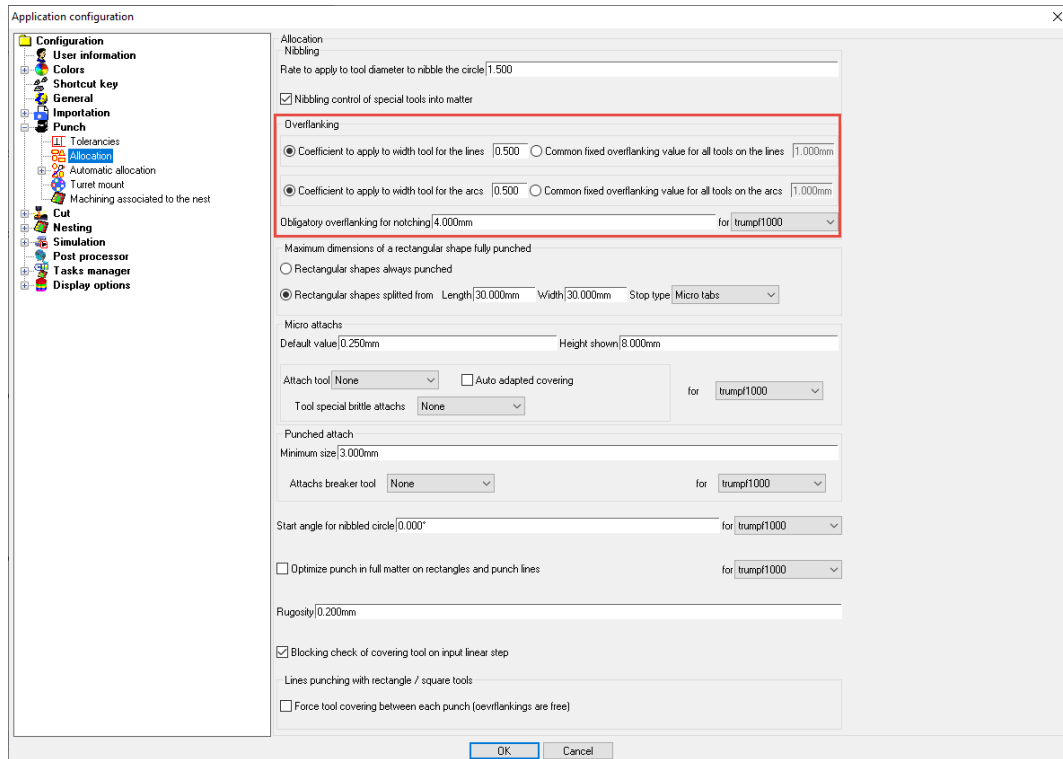 Application configuration
Configuration
User information
Colors
Shortcut key
General
Importation
Punch
Tolerancies
Allocation
Automatic allocation
Turret mount
Machining associated to the nest
Cut
Nesting
Simulation
Post processor
Tasks manager
Display options
Allocation
Nibbling
Rate to apply to tool diameter to nibble the circle 1.500
Nibbling control of special tools into matter
Overflanking
Coefficient to apply to width tool for the lines 0.500 Common fixed overflanking value for all tools on the lines 1.000mm
Coefficient to apply to width tool for the arcs 0.500 Common fixed overflanking value for all tools on the arcs 1.000mm
Obligatory overflanking for notching 4.000mm for trumpf1000
Maximum dimensions of a rectangular shape fully punched
Rectangular shapes always punched
Rectangular shapes splitted from Length 30.000mm Width 30.000mm Stop type Micro tabs
Micro attachs
Default value 0.250mm Height shown 8.000mm
Attach tool None Auto adapted covering for trumpf1000
Tool special brittle attachs None
Punched attach
Minimum size 3.000mm
Attachs breaker tool None for trumpf1000
Start angle for nibbled circle 0.000° for trumpf1000
Optimize punch in full matter on rectangles and punch lines for trumpf1000
Rugosity 0.200mm
Blocking check of covering tool on input linear step
Lines punching with rectangle / square tools
Force tool covering between each punch (oevrflankings are free)
OK Cancel